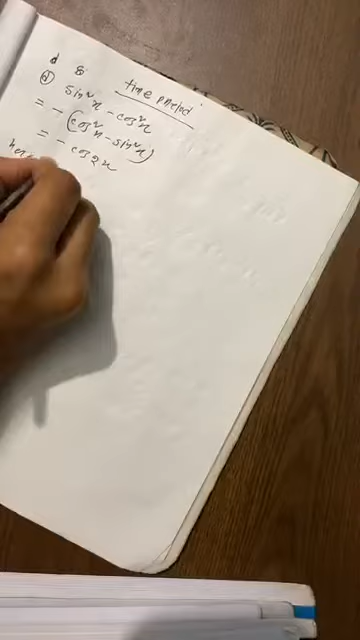 d 8 time period
@ sin²x - cos²x
= - (cos²x - sin²x)
= - cos2x